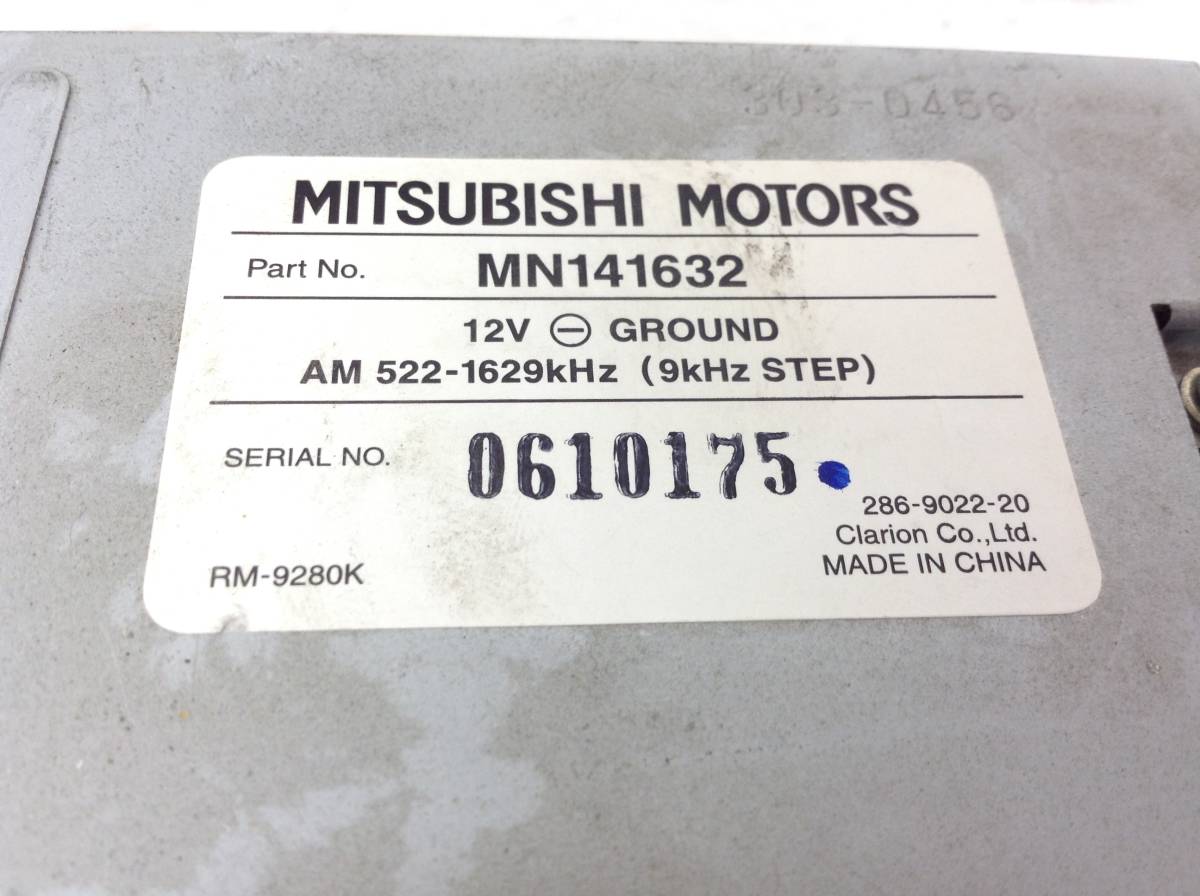 303-0456
MITSUBISHI MOTORS
Part No. MN141632
12V ⊖ GROUND
AM 522-1629kHz (9kHz STEP)
SERIAL NO. 0610175
286-9022-20
Clarion Co.,Ltd.
RM-9280K MADE IN CHINA